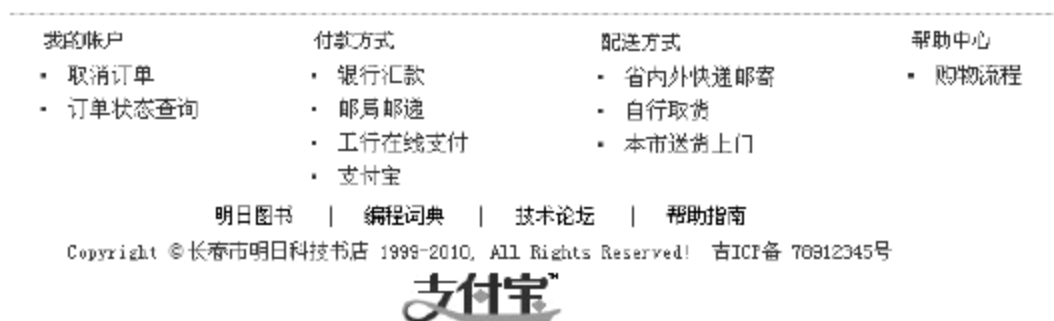 我的帐户 付款方式 配送方式 帮助中心
▪ 取消订单 ▪ 银行汇款 ▪ 省内外快递邮寄 ▪ 购物流程
▪ 订单状态查询 ▪ 邮局邮递 ▪ 自行取货
▪ 工行在线支付 ▪ 本市送货上门
▪ 支付宝
明日图书 | 编程词典 | 技术论坛 | 帮助指南
Copyright ©长春市明日科技书店 1999-2010, All Rights Reserved! 吉ICP备 78912345号
支付宝™